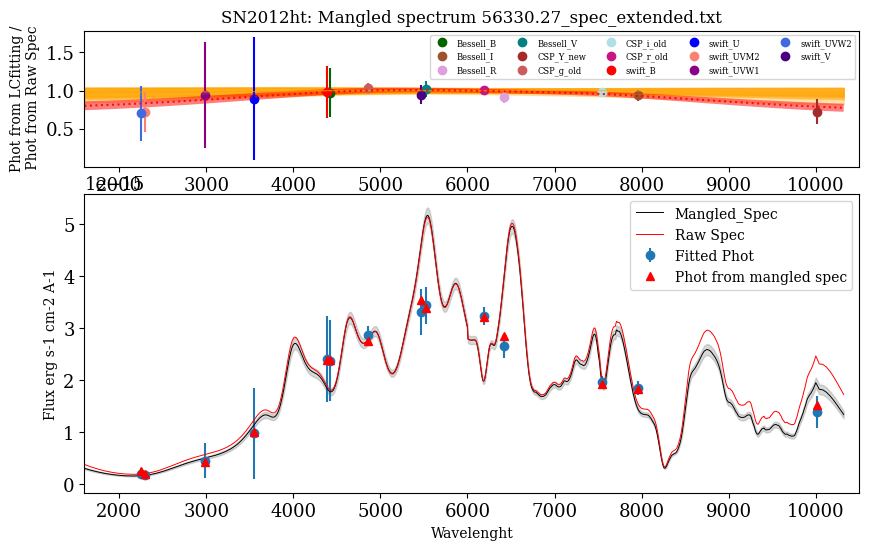 SN2012ht: Mangled spectrum 56330.27_spec_extended.txt
Phot from LCfitting /
Phot from Raw Spec
1.5
1.0
0.5
Bessell_B Bessell_V CSP_i_old swift_U swift_UVW2
Bessell_I CSP_Y_new CSP_r_old swift_UVM2 swift_V
Bessell_R CSP_g_old swift_B swift_UVW1
2000 3000 4000 5000 6000 7000 8000 9000 10000
1e−15
Flux erg s-1 cm-2 A-1
5
4
3
2
1
0
Mangled_Spec
Raw Spec
Fitted Phot
Phot from mangled spec
2000 3000 4000 5000 6000 7000 8000 9000 10000
Wavelenght